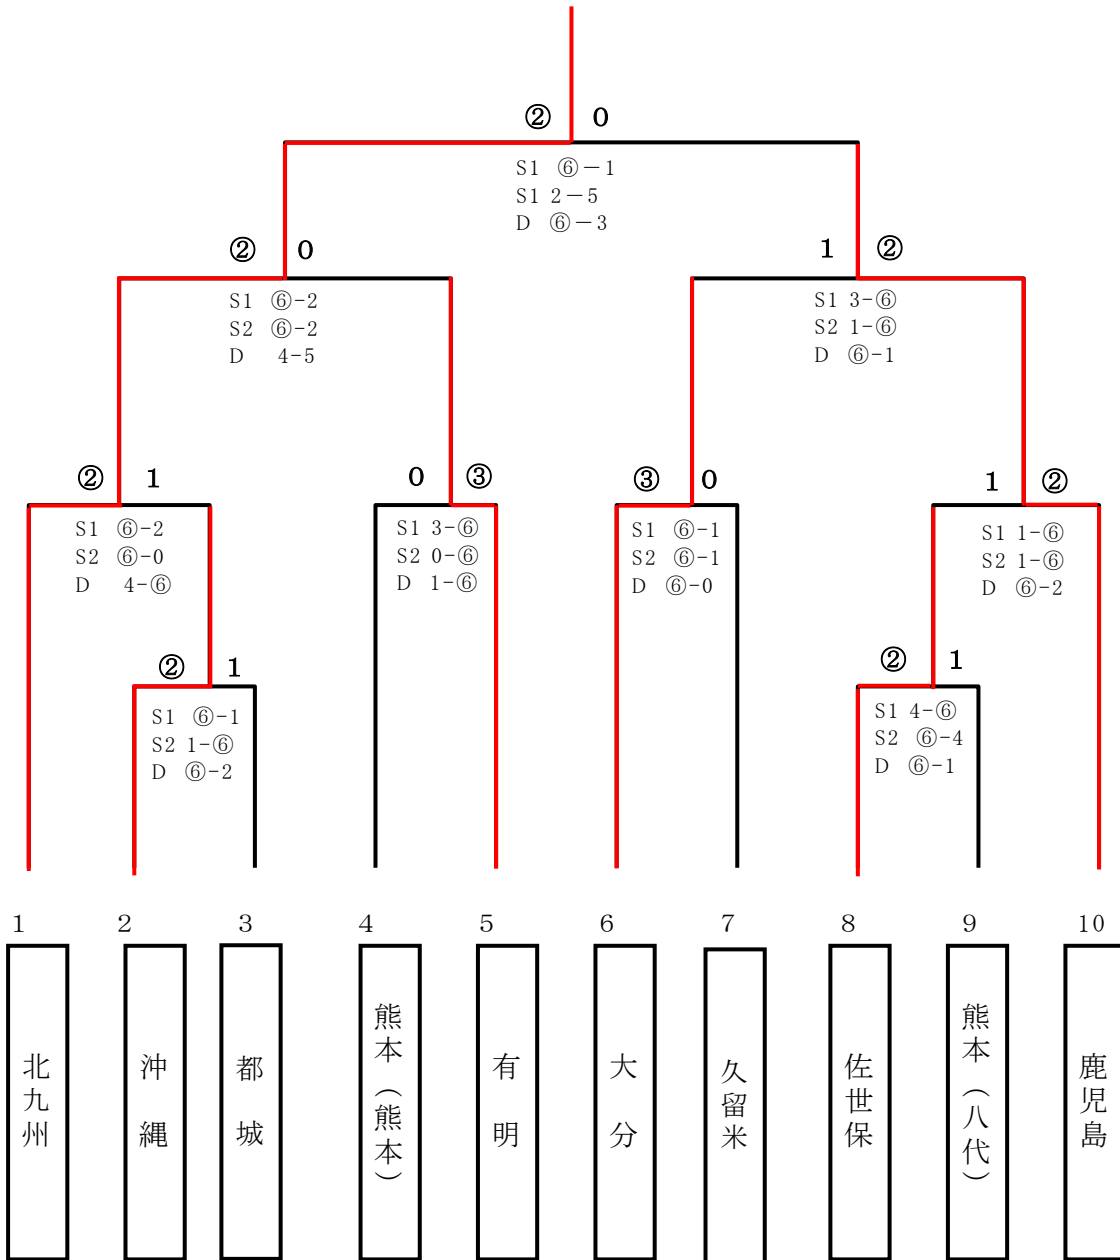 ② 0
S1 ⑥－1
S1 2－5
D ⑥－3
② 0
S1 ⑥-2
S2 ⑥-2
D 4-5
1 ②
S1 3-⑥
S2 1-⑥
D ⑥-1
② 1
S1 ⑥-2
S2 ⑥-0
D 4-⑥
0 ③
S1 3-⑥
S2 0-⑥
D 1-⑥
③ 0
S1 ⑥-1
S2 ⑥-1
D ⑥-0
1 ②
S1 1-⑥
S2 1-⑥
D ⑥-2
② 1
S1 ⑥-1
S2 1-⑥
D ⑥-2
② 1
S1 4-⑥
S2 ⑥-4
D ⑥-1
1 2 3 4 5 6 7 8 9 10
北九州
沖縄
都城
熊本（熊本）
有明
大分
久留米
佐世保
熊本（八代）
鹿児島